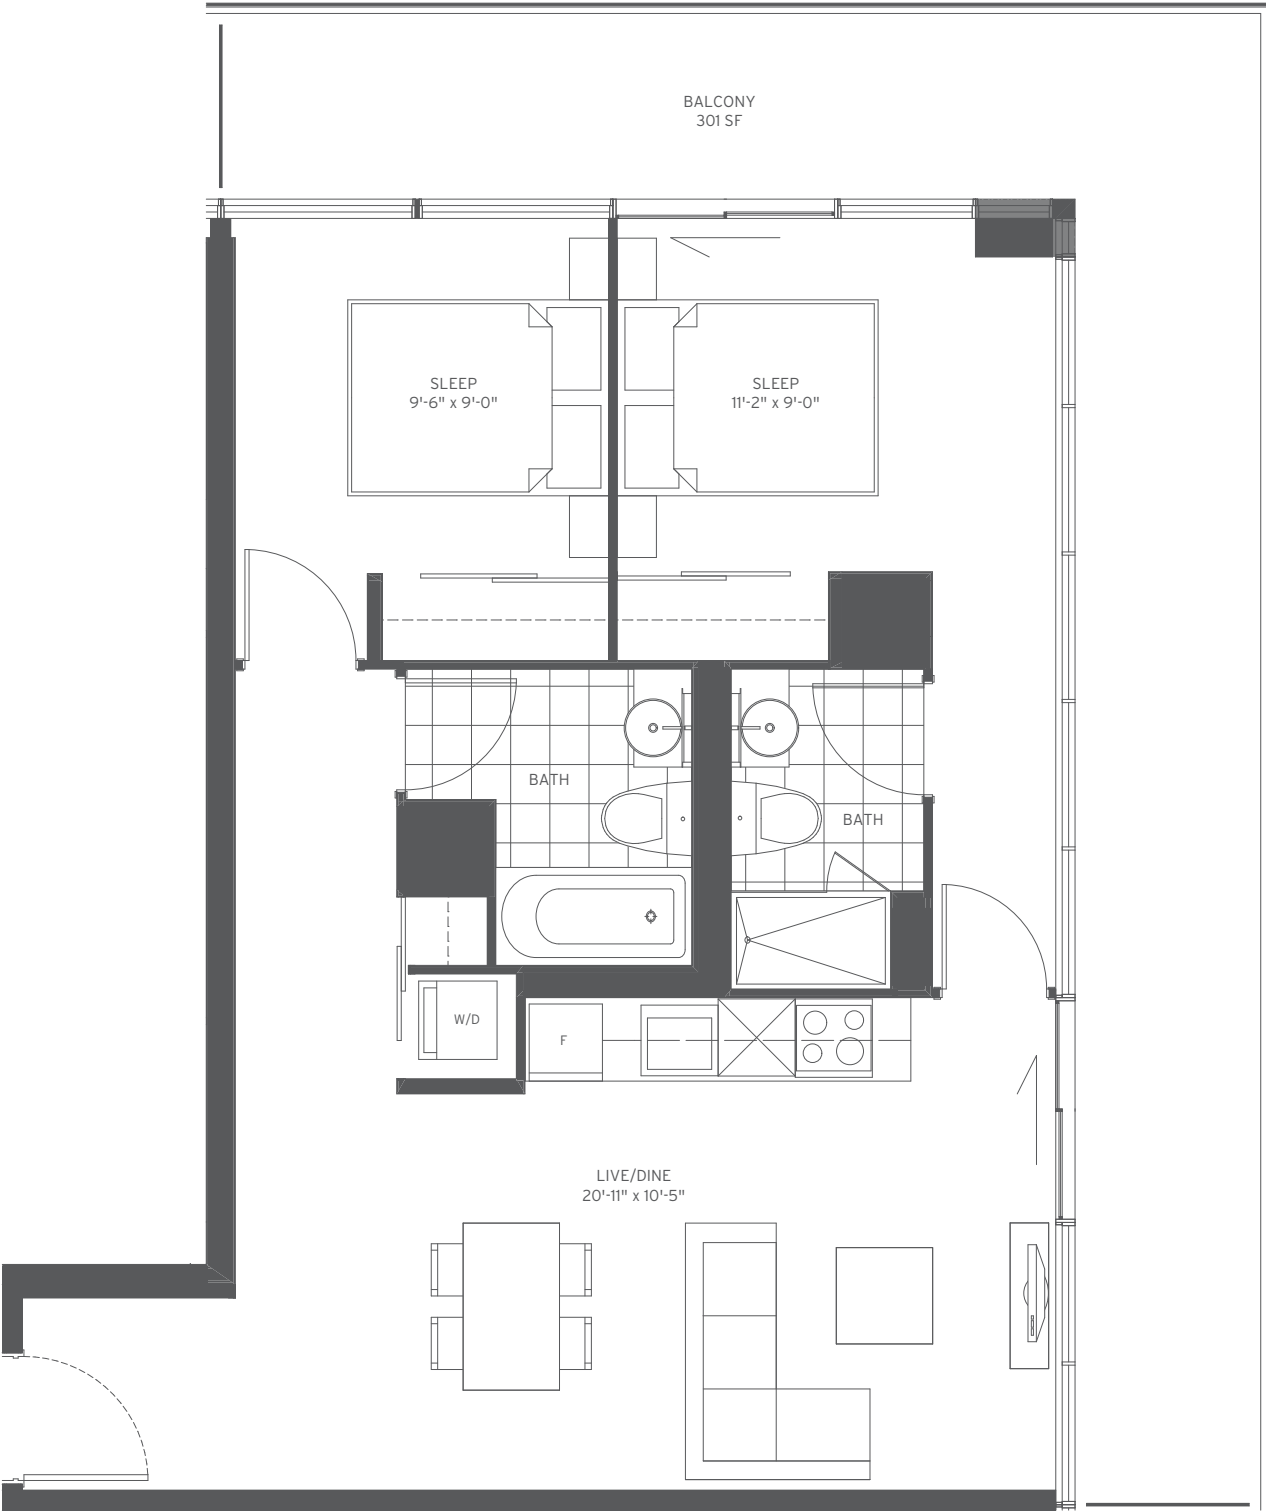 BALCONY
301 SF
SLEEP
9'-6" x 9'-0"
SLEEP
11'-2" x 9'-0"
BATH
BATH
W/D
F
LIVE/DINE
20'-11" x 10'-5"